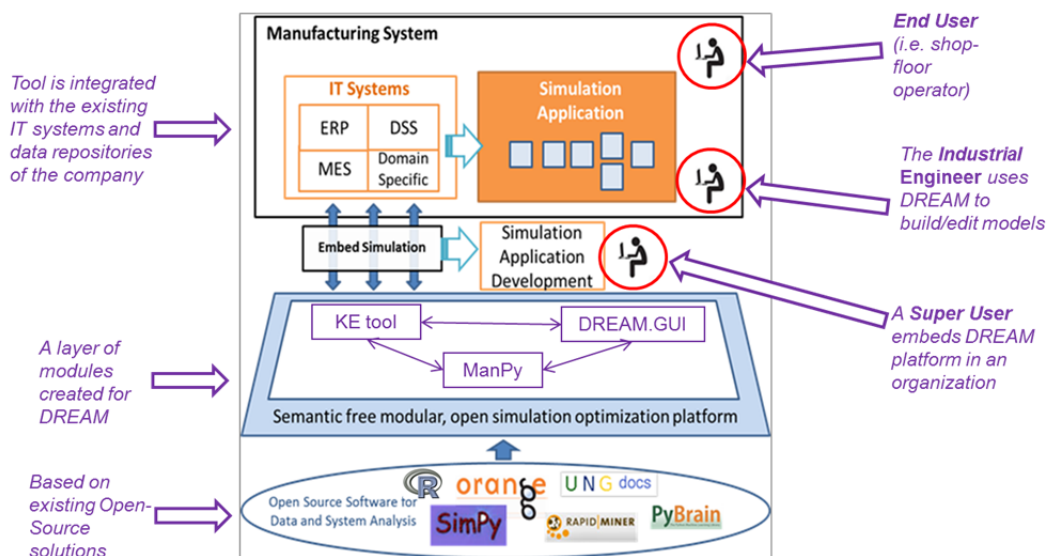 Manufacturing System
End User
(i.e. shop-
floor
operator)
Tool is integrated
with the existing
IT systems and
data repositories
of the company
IT Systems
ERP
DSS
MES
Domain
Specific
Simulation
Application
The Industrial
Engineer uses
DREAM to
build/edit models
Embed Simulation
Simulation
Application
Development
A Super User
embeds DREAM
platform in an
organization
A layer of
modules
created for
DREAM
KE tool
DREAM.GUI
ManPy
Semantic free modular, open simulation optimization platform
Based on
existing Open-
Source
solutions
Open Source Software for
Data and System Analysis
R
orange
UNG docs
SimPy
RAPID MINER
PyBrain